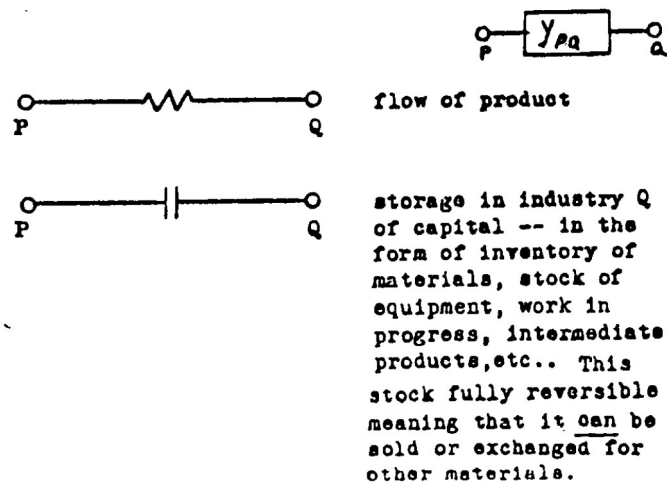 P Y_PQ Q
flow of product
P Q
storage in industry Q
of capital -- in the
form of inventory of
materials, stock of
equipment, work in
progress, intermediate
products,etc.. This
stock fully reversible
meaning that it can be
sold or exchanged for
other materials.
P Q